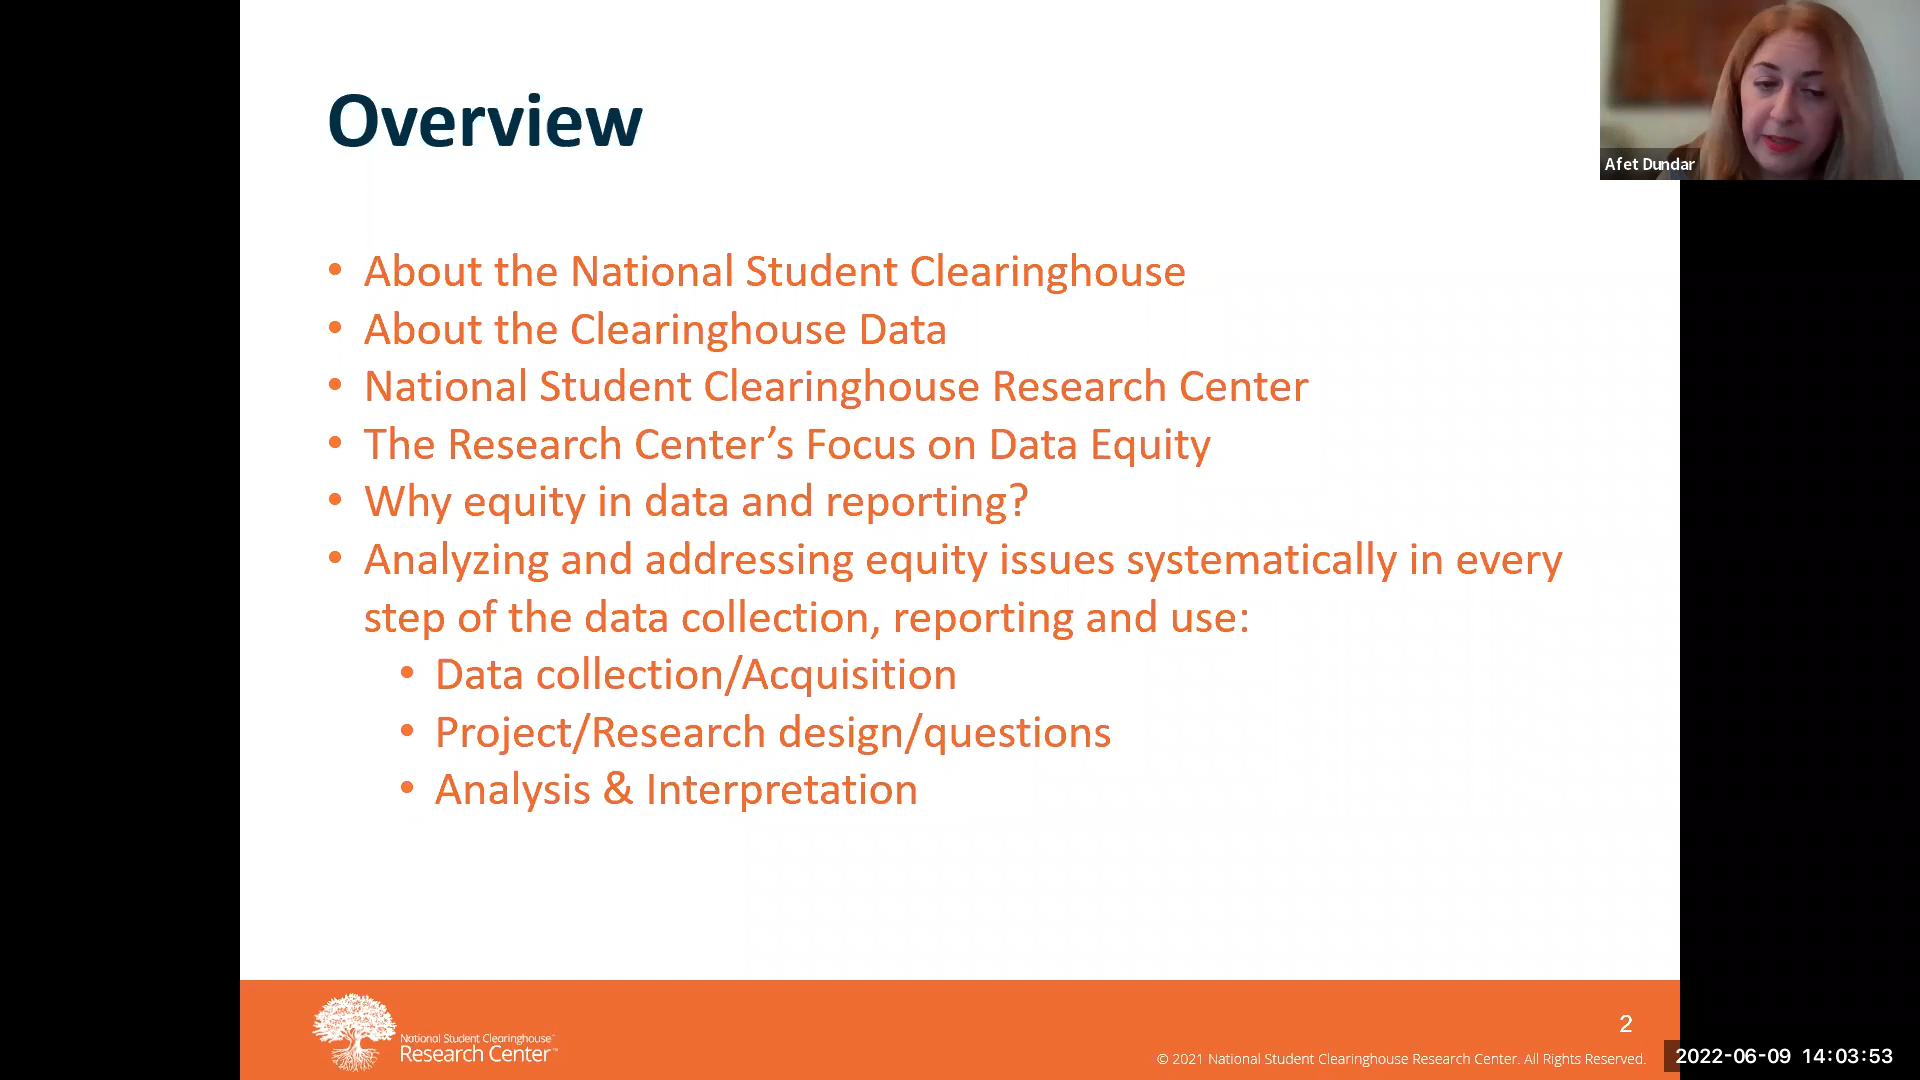 Overview
Afet Dundar
• About the National Student Clearinghouse
• About the Clearinghouse Data
• National Student Clearinghouse Research Center
• The Research Center’s Focus on Data Equity
• Why equity in data and reporting?
• Analyzing and addressing equity issues systematically in every
step of the data collection, reporting and use:
• Data collection/Acquisition
• Project/Research design/questions
• Analysis & Interpretation
National Student Clearinghouse™
Research Center™
2
© 2021 National Student Clearinghouse Research Center. All Rights Reserved.
2022-06-09 14:03:53